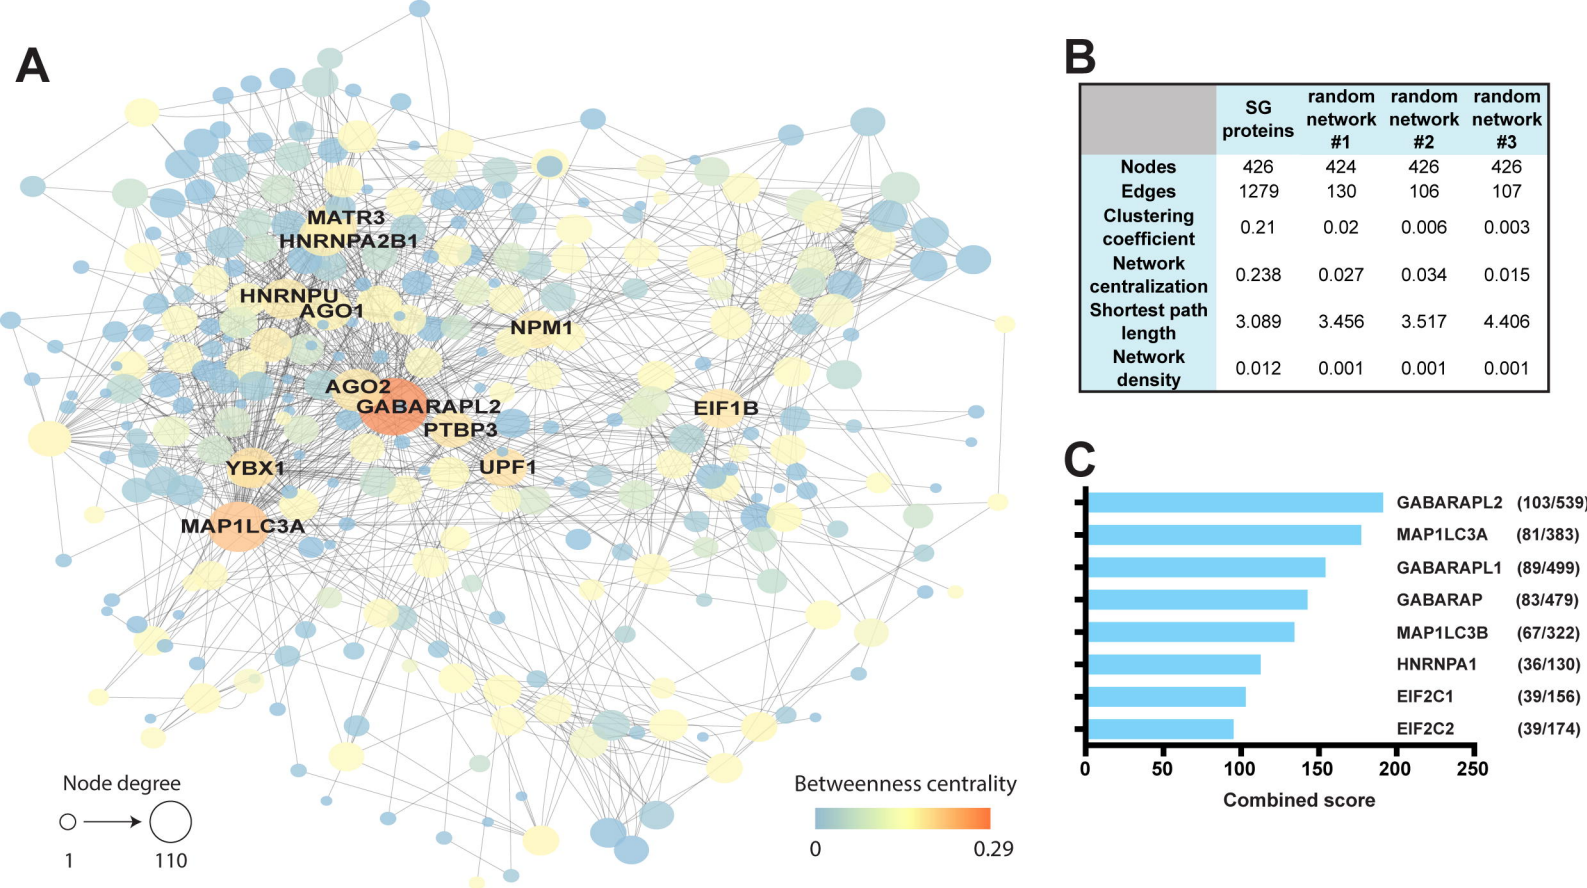 A
MATR3
HNRNPA2B1
HNRNPU
AGO1
NPM1
AGO2
GABARAPL2
PTBP3
EIF1B
YBX1
UPF1
MAP1LC3A
Node degree
1
110
Betweenness centrality
0
0.29
B
SG proteins random network #1 random network #2 random network #3
Nodes 426 424 426 426
Edges 1279 130 106 107
Clustering coefficient 0.21 0.02 0.006 0.003
Network centralization 0.238 0.027 0.034 0.015
Shortest path length 3.089 3.456 3.517 4.406
Network density 0.012 0.001 0.001 0.001
C
GABARAPL2 (103/539)
MAP1LC3A (81/383)
GABARAPL1 (89/499)
GABARAP (83/479)
MAP1LC3B (67/322)
HNRNPA1 (36/130)
EIF2C1 (39/156)
EIF2C2 (39/174)
0 50 100 150 200 250
Combined score